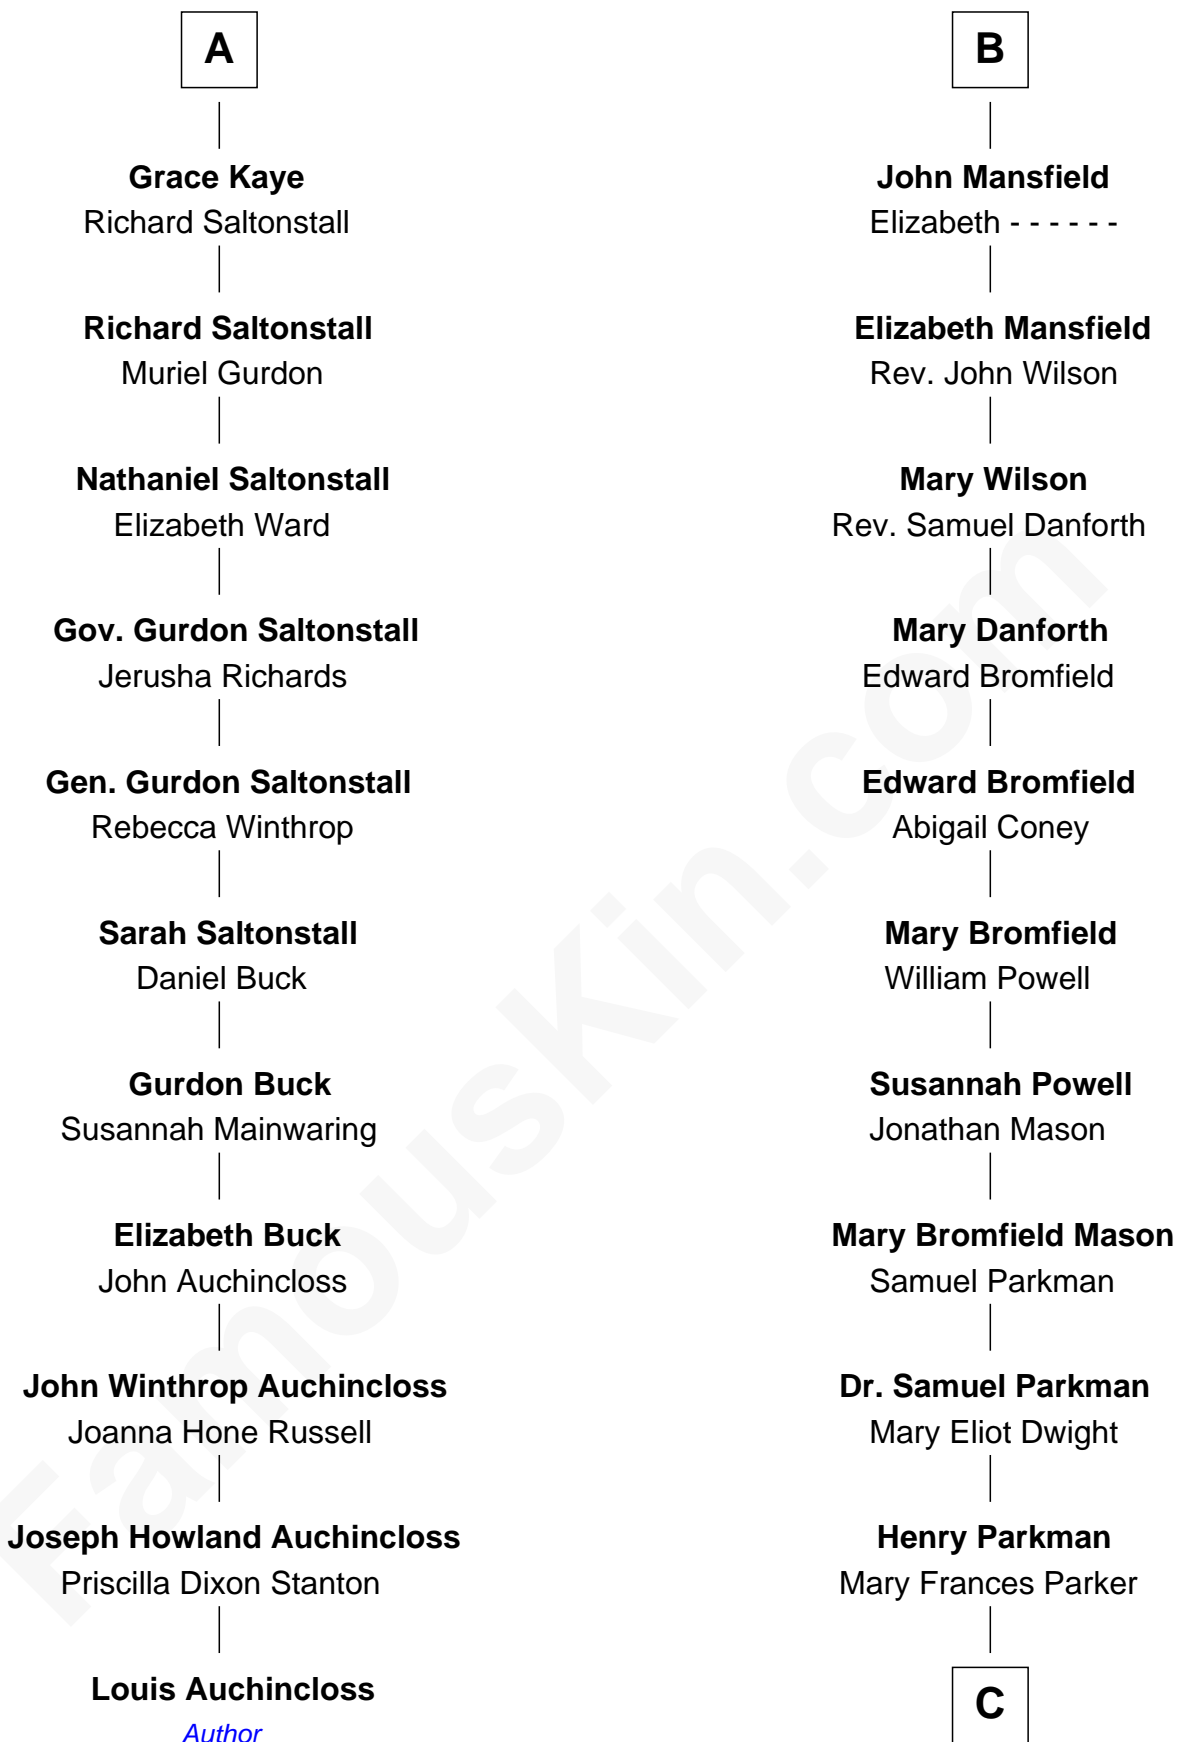 A
Grace Kaye
Richard Saltonstall
Richard Saltonstall
Muriel Gurdon
Nathaniel Saltonstall
Elizabeth Ward
Gov. Gurdon Saltonstall
Jerusha Richards
Gen. Gurdon Saltonstall
Rebecca Winthrop
Sarah Saltonstall
Daniel Buck
Gurdon Buck
Susannah Mainwaring
Elizabeth Buck
John Auchincloss
John Winthrop Auchincloss
Joanna Hone Russell
Joseph Howland Auchincloss
Priscilla Dixon Stanton
Louis Auchincloss
Author
B
John Mansfield
Elizabeth - - - - - -
Elizabeth Mansfield
Rev. John Wilson
Mary Wilson
Rev. Samuel Danforth
Mary Danforth
Edward Bromfield
Edward Bromfield
Abigail Coney
Mary Bromfield
William Powell
Susannah Powell
Jonathan Mason
Mary Bromfield Mason
Samuel Parkman
Dr. Samuel Parkman
Mary Eliot Dwight
Henry Parkman
Mary Frances Parker
C
FamousKin.com